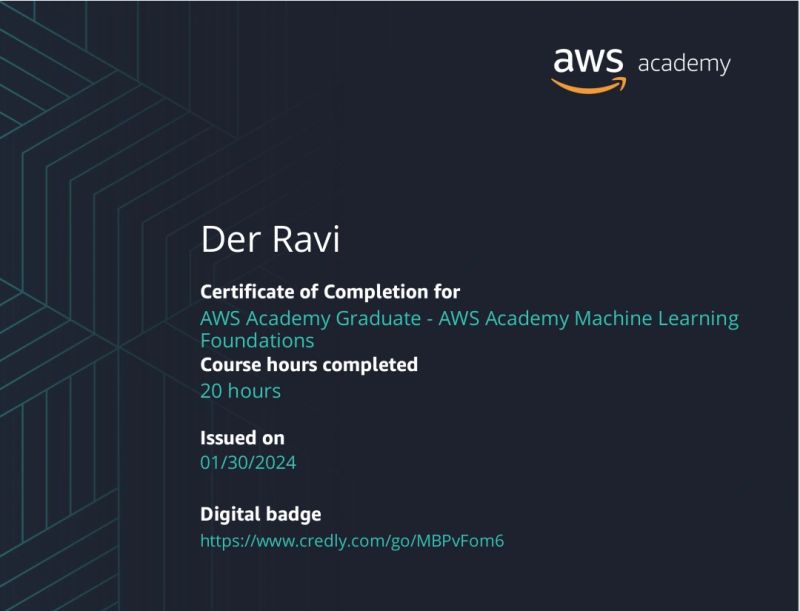 aws academy
Der Ravi
Certificate of Completion for
AWS Academy Graduate - AWS Academy Machine Learning
Foundations
Course hours completed
20 hours
Issued on
01/30/2024
Digital badge
https://www.credly.com/go/MBPvFom6